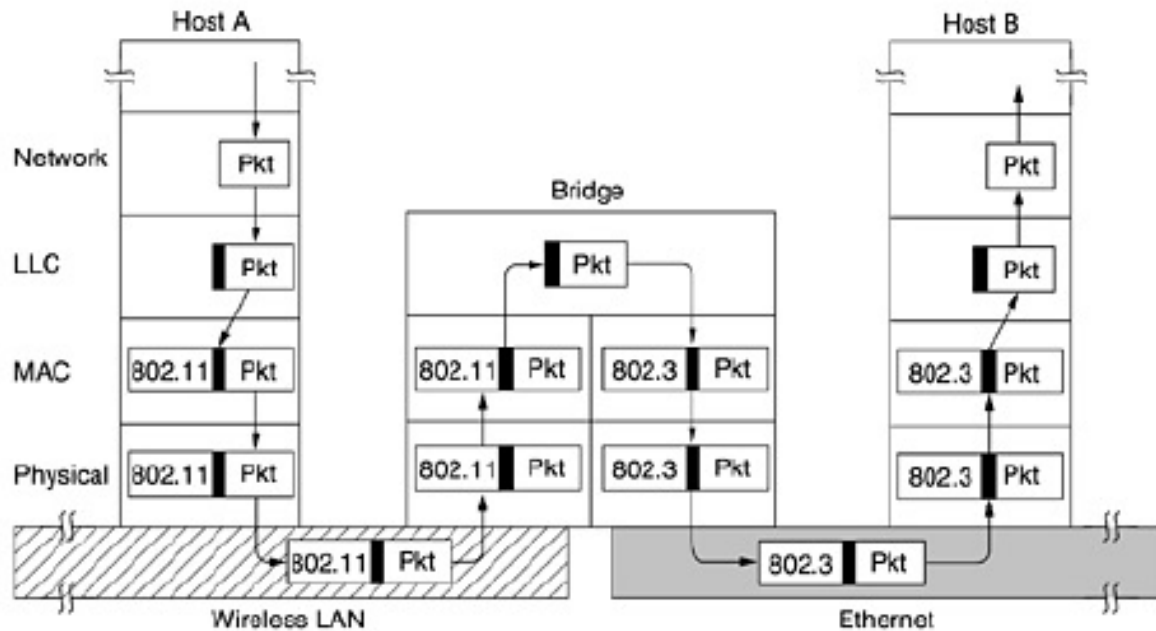 Host A
Host B
Network
Pkt
Pkt
Bridge
LLC
Pkt
Pkt
Pkt
MAC
802.11 Pkt
802.11 Pkt
802.3 Pkt
802.3 Pkt
Physical
802.11 Pkt
802.11 Pkt
802.3 Pkt
802.3 Pkt
802.11 Pkt
802.3 Pkt
Wireless LAN
Ethernet